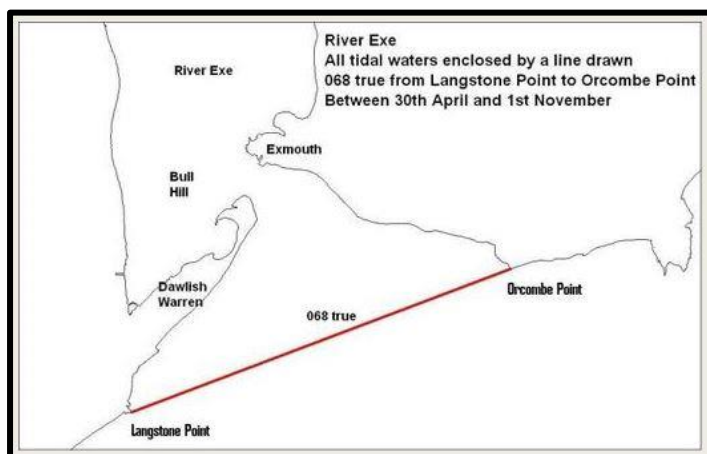 River Exe
All tidal waters enclosed by a line drawn
068 true from Langstone Point to Orcombe Point
Between 30th April and 1st November
River Exe
Exmouth
Bull
Hill
Dawlish
Warren
Orcombe Point
068 true
Langstone Point